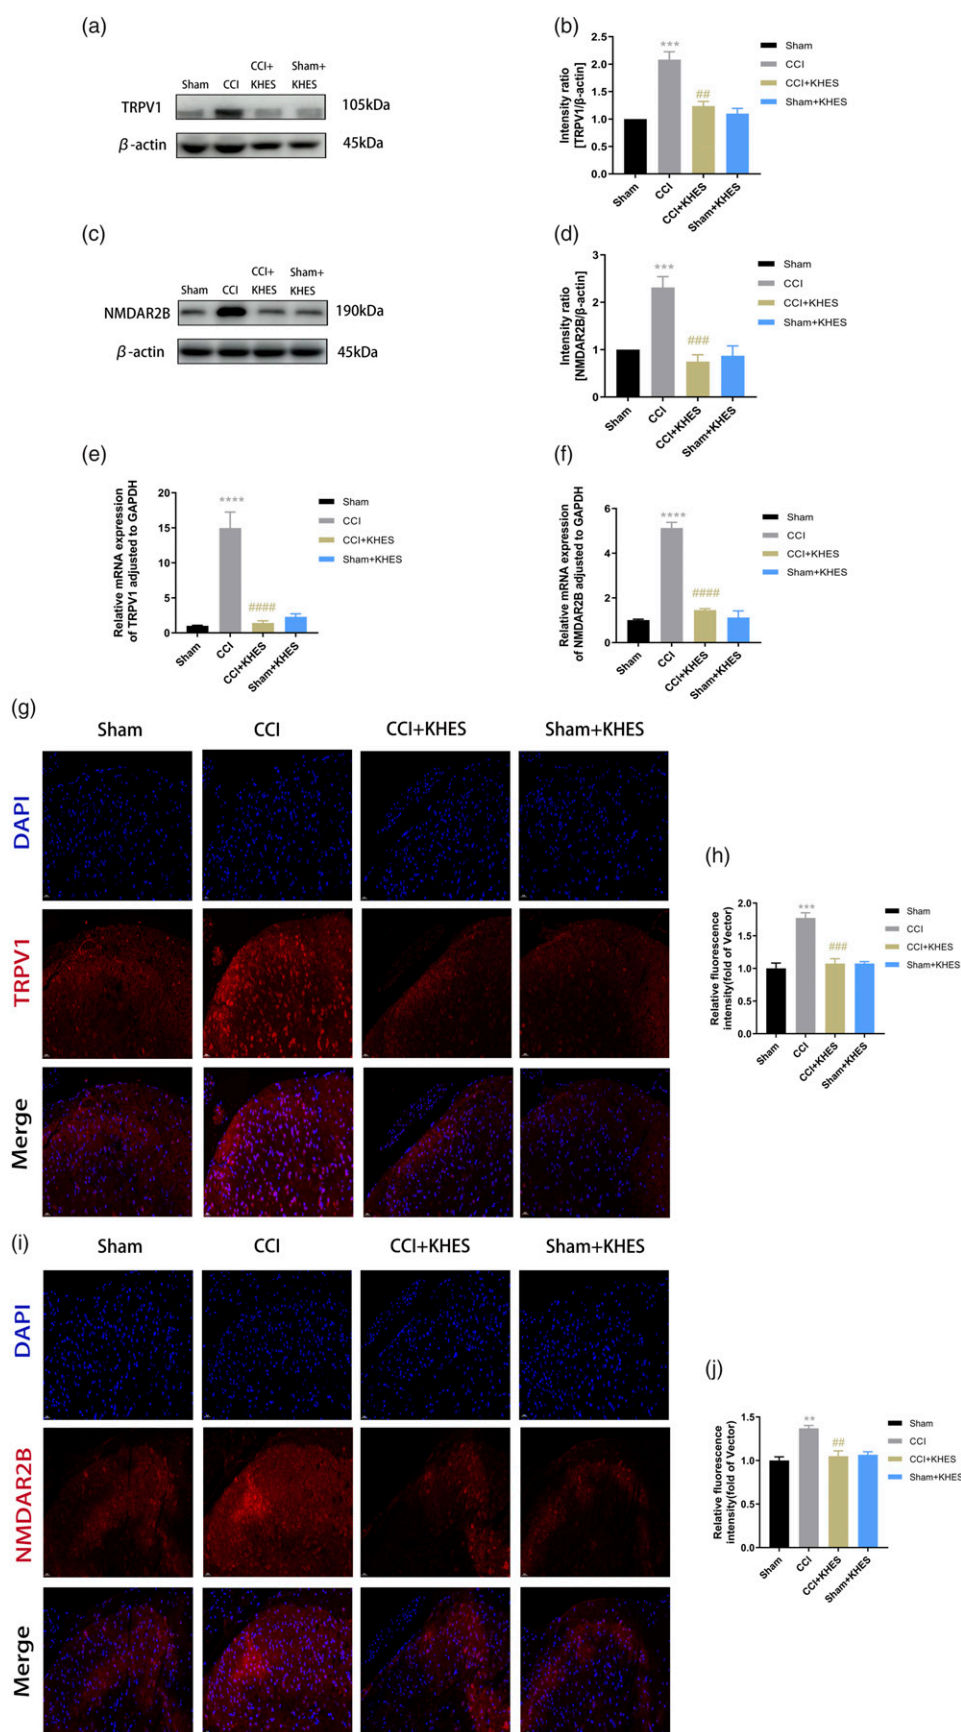 (a)
Sham CCI CCI+ KHES Sham+ KHES
TRPV1 105kDa
β-actin 45kDa
(b)
Intensity ratio
[TRPV1/β-actin]
2.5
2.0
1.5
1.0
0.5
0.0
***
##
Sham
CCI
CCI+KHES
Sham+KHES
Sham
CCI
CCI+KHES
Sham+KHES
(c)
Sham CCI CCI+ KHES Sham+ KHES
NMDAR2B 190kDa
β-actin 45kDa
(d)
Intensity ratio
[NMDAR2B/β-actin]
3
2
1
0
***
###
Sham
CCI
CCI+KHES
Sham+KHES
Sham
CCI
CCI+KHES
Sham+KHES
(e)
Relative mRNA expression
of TRPV1 adjusted to GAPDH
20
15
10
5
0
****
####
Sham
CCI
CCI+KHES
Sham+KHES
Sham
CCI
CCI+KHES
Sham+KHES
(f)
Relative mRNA expression
of NMDAR2B adjusted to GAPDH
6
4
2
0
****
####
Sham
CCI
CCI+KHES
Sham+KHES
Sham
CCI
CCI+KHES
Sham+KHES
(g)
Sham CCI CCI+KHES Sham+KHES
DAPI
TRPV1
Merge
(h)
Relative fluorescence
intensity(fold of Vector)
2.0
1.5
1.0
0.5
0.0
***
###
Sham
CCI
CCI+KHES
Sham+KHES
Sham
CCI
CCI+KHES
Sham+KHES
(i)
Sham CCI CCI+KHES Sham+KHES
DAPI
NMDAR2B
Merge
(j)
Relative fluorescence
intensity(fold of Vector)
1.5
1.0
0.5
0.0
**
##
Sham
CCI
CCI+KHES
Sham+KHES
Sham
CCI
CCI+KHES
Sham+KHES